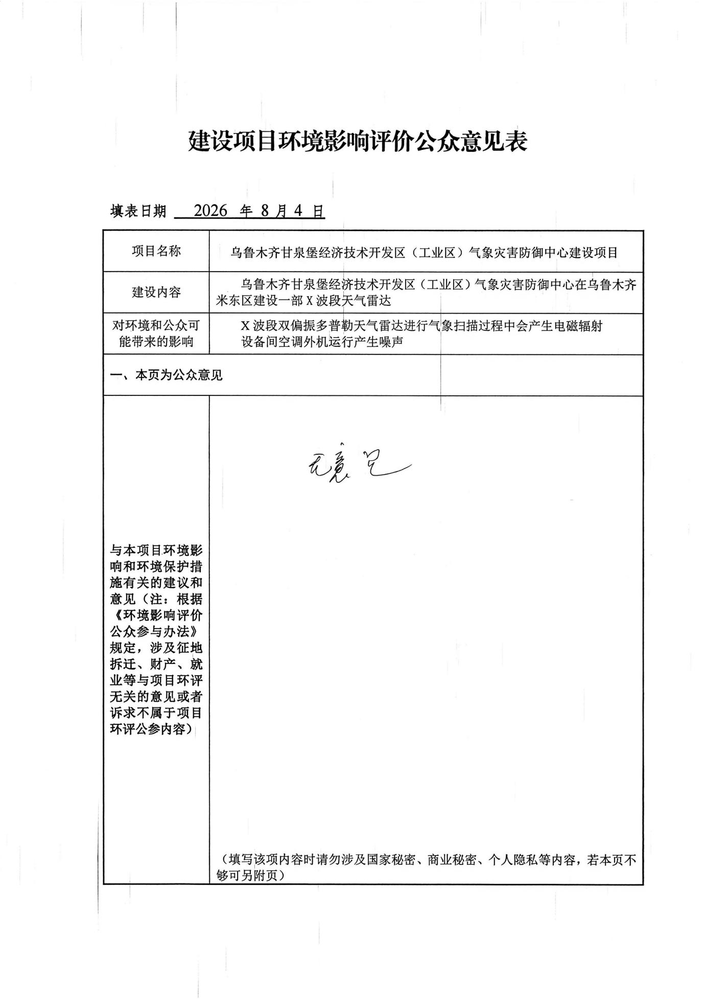 建设项目环境影响评价公众意见表
填表日期 2026 年 8 月 4 日
项目名称
乌鲁木齐甘泉堡经济技术开发区（工业区）气象灾害防御中心建设项目
建设内容
乌鲁木齐甘泉堡经济技术开发区（工业区）气象灾害防御中心在乌鲁木齐
米东区建设一部 X 波段天气雷达
对环境和公众可
能带来的影响
X 波段双偏振多普勒天气雷达进行气象扫描过程中会产生电磁辐射
设备间空调外机运行产生噪声
一、本页为公众意见
与本项目环境影
响和环境保护措
施有关的建议和
意见（注：根据
《环境影响评价
公众参与办法》
规定，涉及征地
拆迁、财产、就
业等与项目环评
无关的意见或者
诉求不属于项目
环评公参内容）
无意见
（填写该项内容时请勿涉及国家秘密、商业秘密、个人隐私等内容，若本页不
够可另附页）